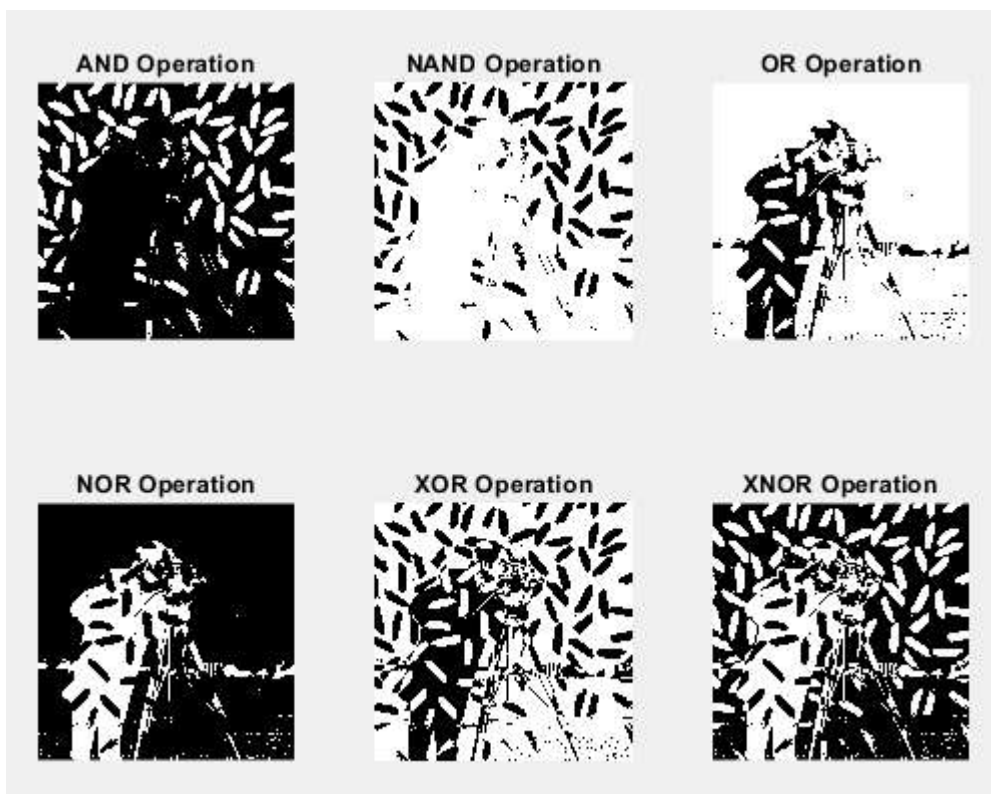 AND Operation
NAND Operation
OR Operation
NOR Operation
XOR Operation
XNOR Operation